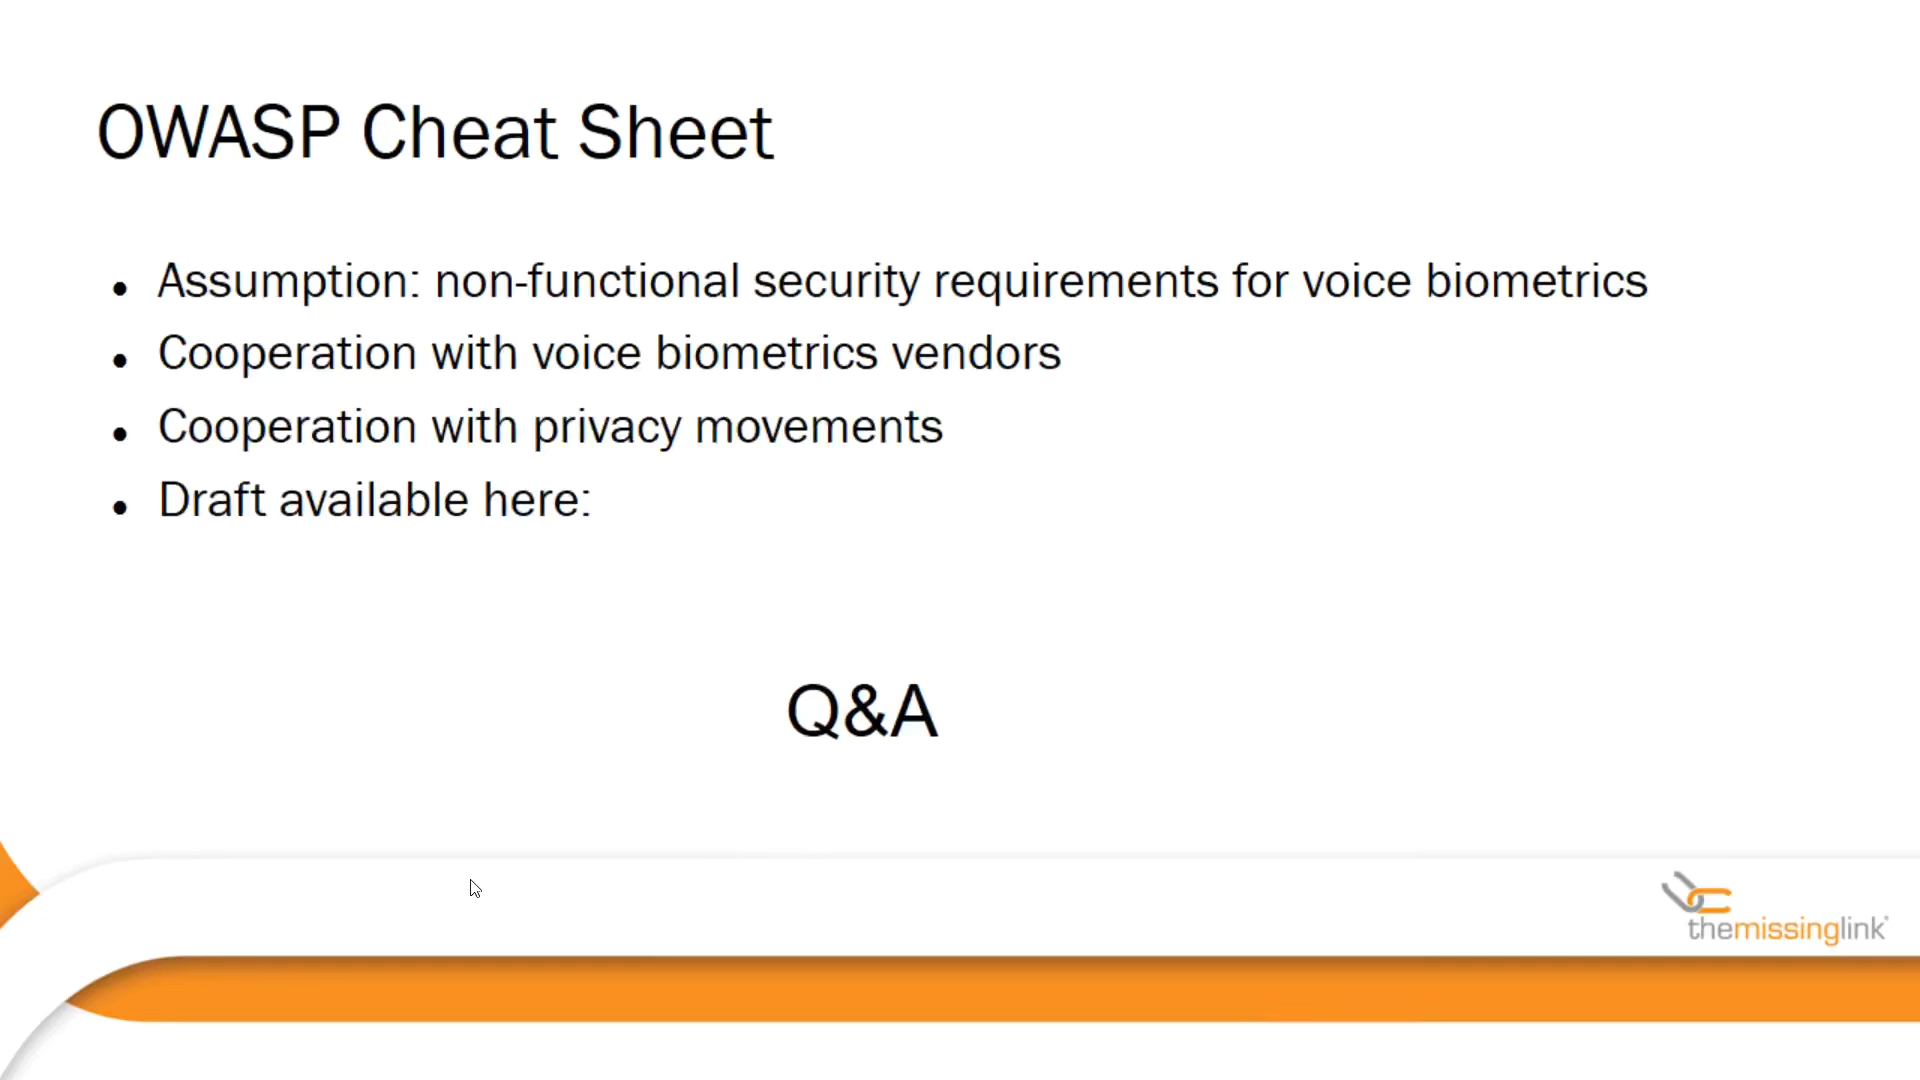 OWASP Cheat Sheet
• Assumption: non-functional security requirements for voice biometrics
• Cooperation with voice biometrics vendors
• Cooperation with privacy movements
• Draft available here:
Q&A
themissinglink®